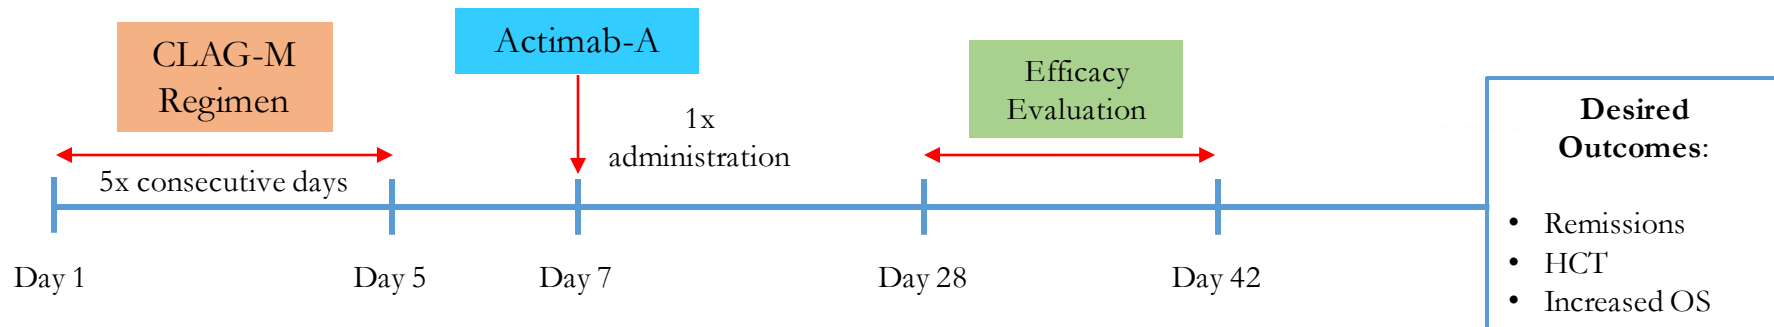 CLAG-M
Regimen
5x consecutive days
Actimab-A
1x
administration
Efficacy
Evaluation
Day 1
Day 5
Day 7
Day 28
Day 42
Desired
Outcomes:
• Remissions
• HCT
• Increased OS